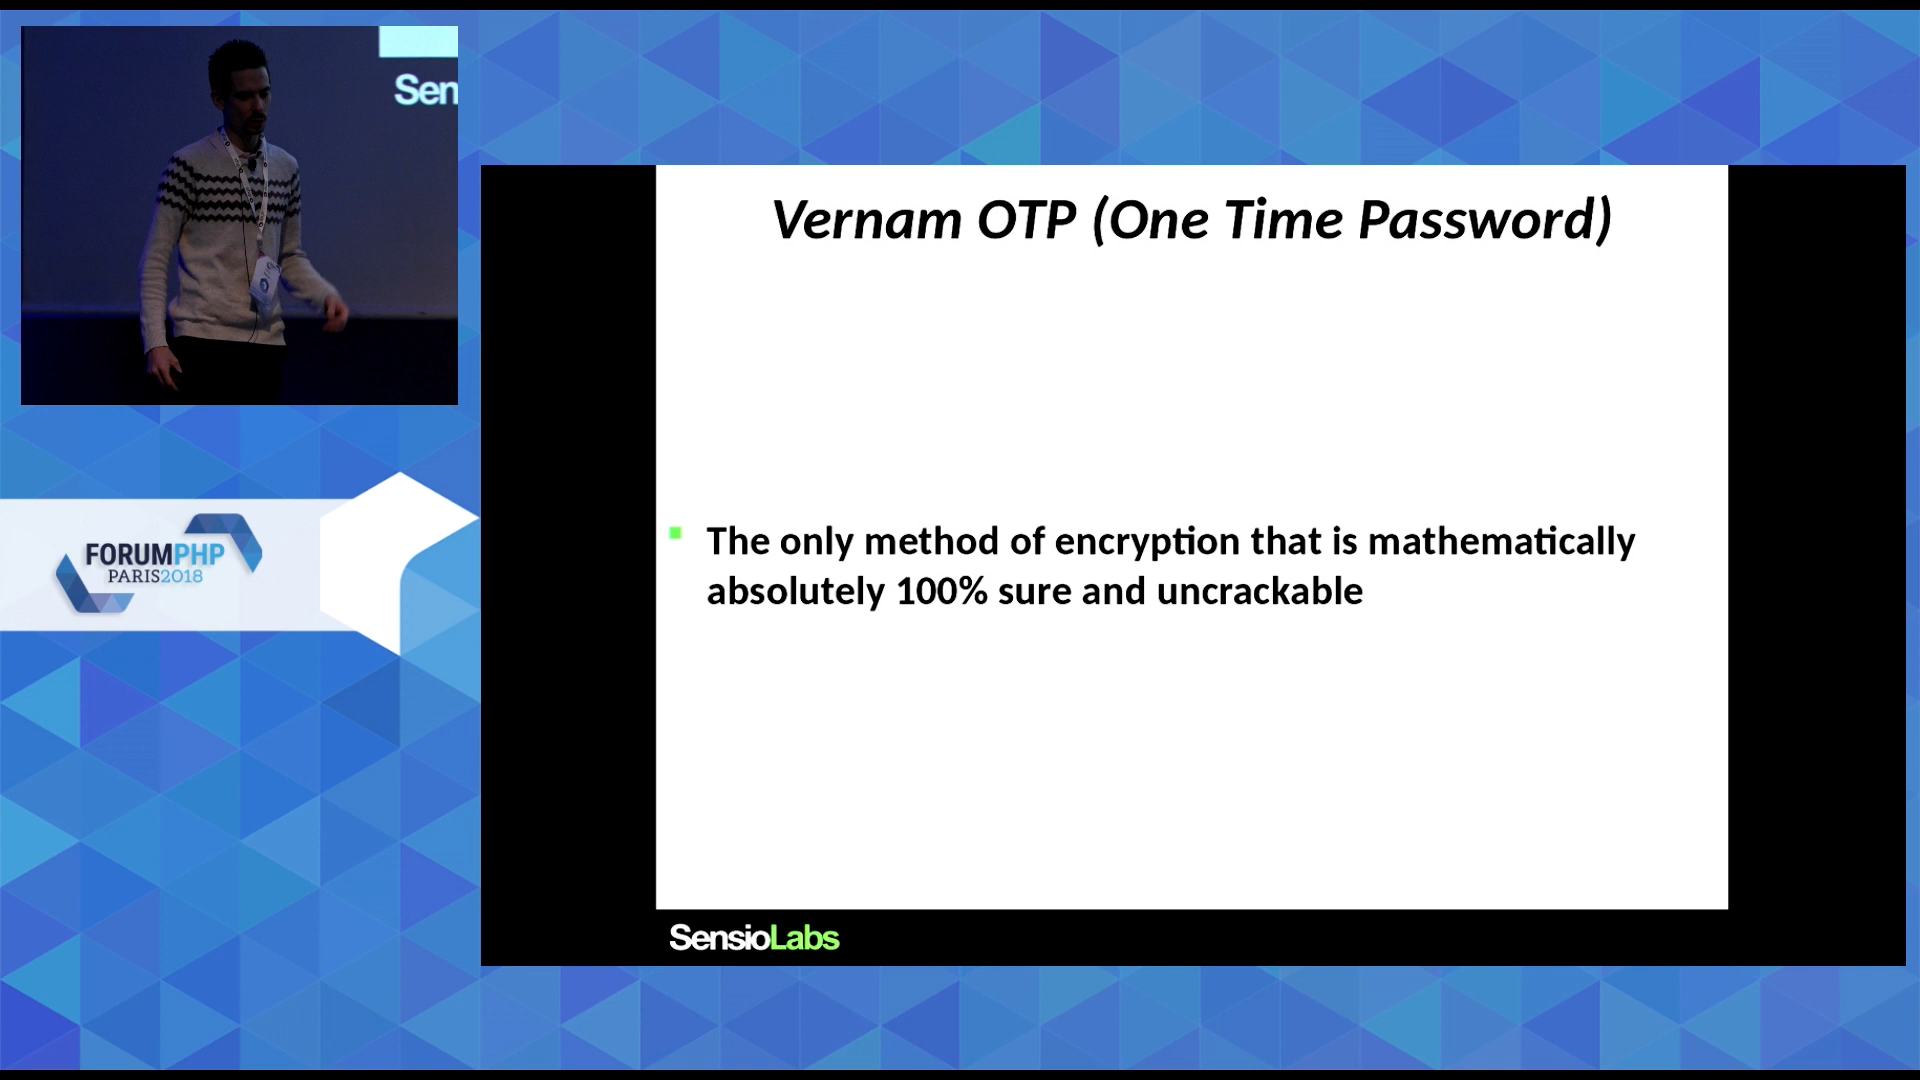 Sen
Vernam OTP (One Time Password)
The only method of encryption that is mathematically
absolutely 100% sure and uncrackable
FORUMPHP
PARIS2018
SensioLabs